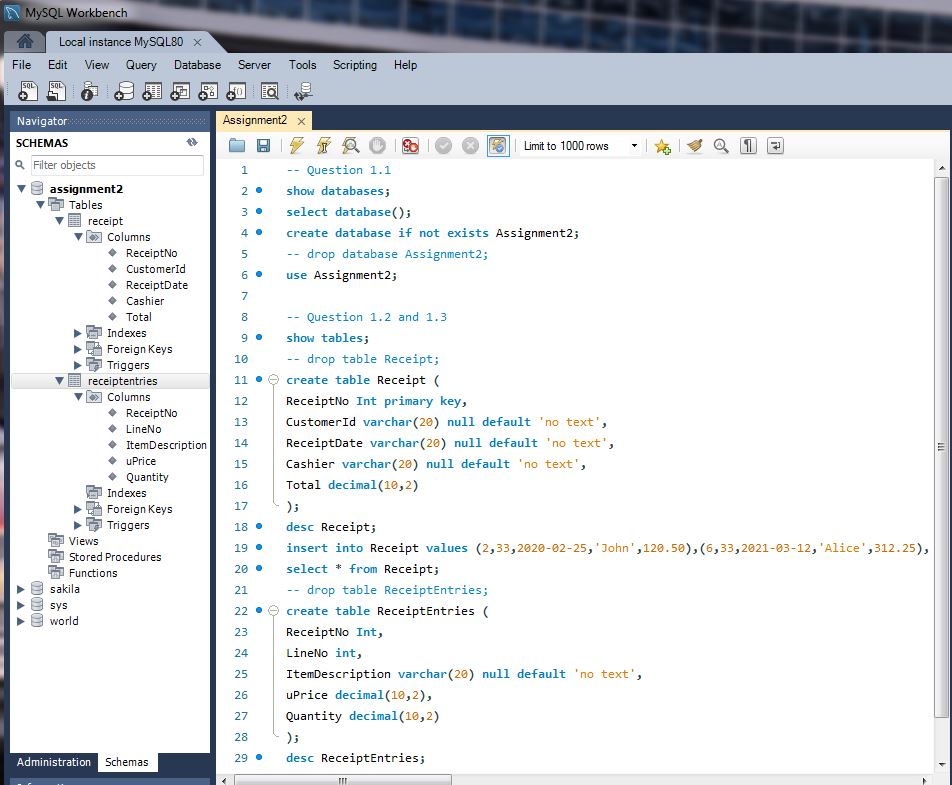 MySQL Workbench
Local instance MySQL80
File Edit View Query Database Server Tools Scripting Help
Navigator
SCHEMAS
Filter objects
assignment2
Tables
receipt
Columns
ReceiptNo
CustomerId
ReceiptDate
Cashier
Total
Indexes
Foreign Keys
Triggers
receiptentries
Columns
ReceiptNo
LineNo
ItemDescription
uPrice
Quantity
Indexes
Foreign Keys
Triggers
Views
Stored Procedures
Functions
sakila
sys
world
Administration Schemas
Assignment2
Limit to 1000 rows
1 -- Question 1.1
2 show databases;
3 select database();
4 create database if not exists Assignment2;
5 -- drop database Assignment2;
6 use Assignment2;
7
8 -- Question 1.2 and 1.3
9 show tables;
10 -- drop table Receipt;
11 create table Receipt (
12 ReceiptNo Int primary key,
13 CustomerId varchar(20) null default 'no text',
14 ReceiptDate varchar(20) null default 'no text',
15 Cashier varchar(20) null default 'no text',
16 Total decimal(10,2)
17 );
18 desc Receipt;
19 insert into Receipt values (2,33,2020-02-25,'John',120.50),(6,33,2021-03-12,'Alice',312.25),
20 select * from Receipt;
21 -- drop table ReceiptEntries;
22 create table ReceiptEntries (
23 ReceiptNo Int,
24 LineNo int,
25 ItemDescription varchar(20) null default 'no text',
26 uPrice decimal(10,2),
27 Quantity decimal(10,2)
28 );
29 desc ReceiptEntries;